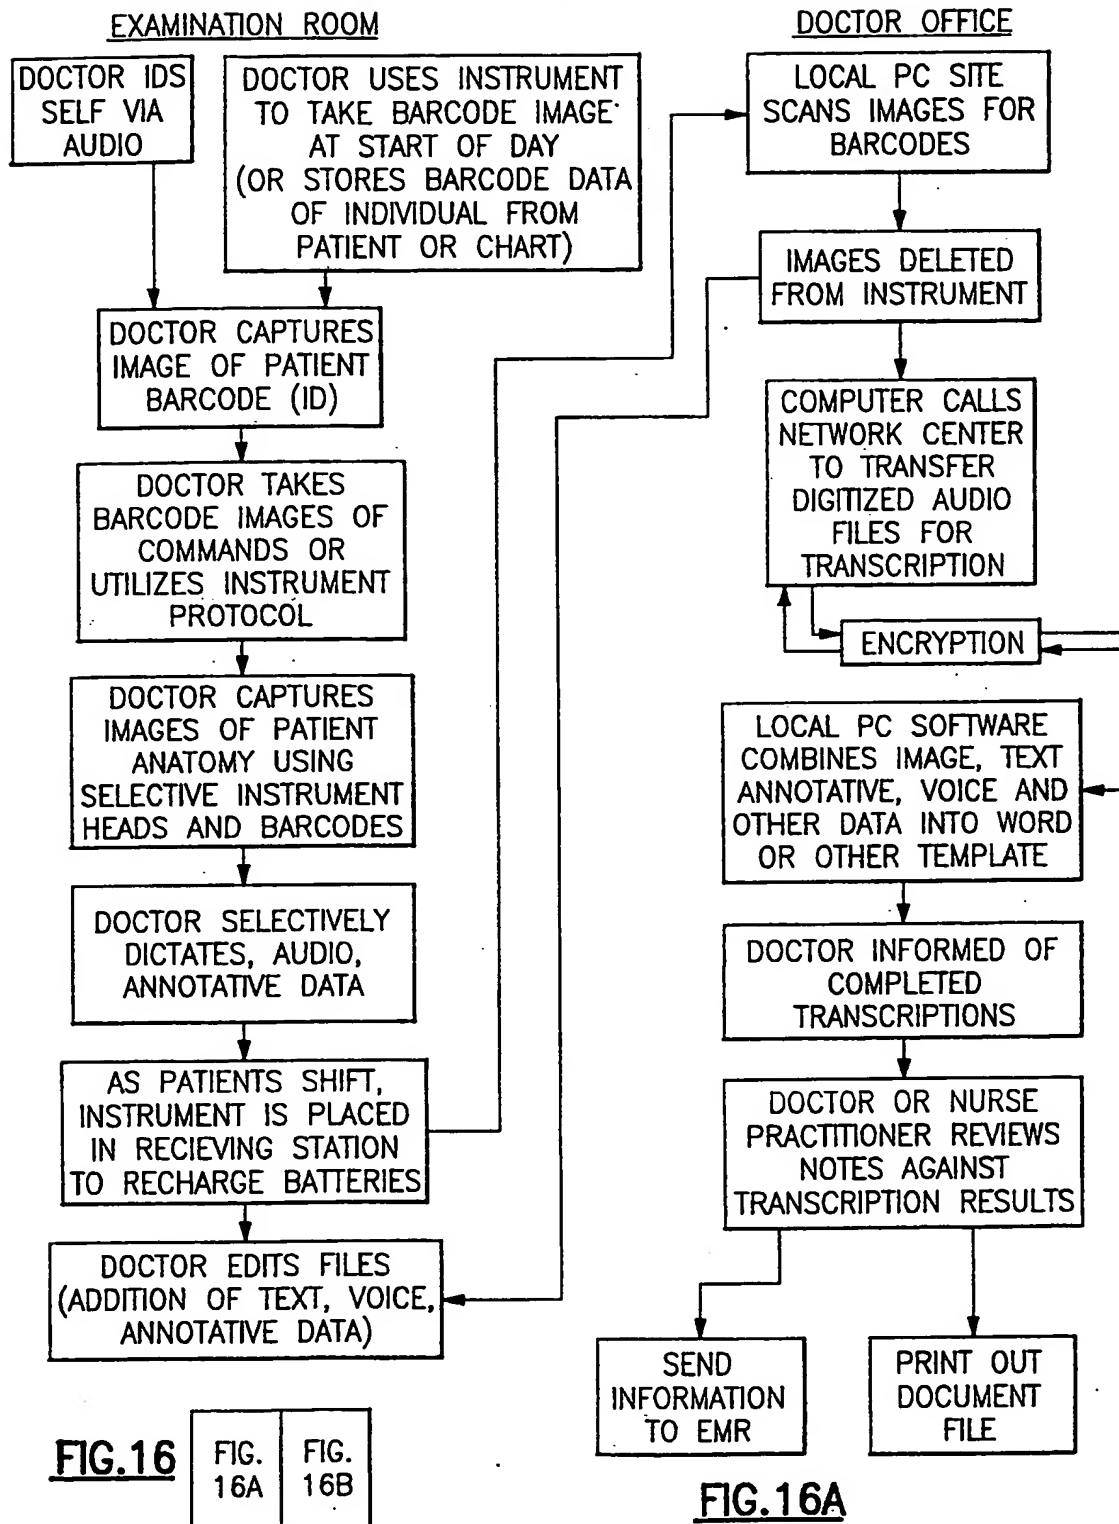 EXAMINATION ROOM
DOCTOR IDS
SELF VIA
AUDIO
DOCTOR USES INSTRUMENT
TO TAKE BARCODE IMAGE
AT START OF DAY
(OR STORES BARCODE DATA
OF INDIVIDUAL FROM
PATIENT OR CHART)
DOCTOR CAPTURES
IMAGE OF PATIENT
BARCODE (ID)
DOCTOR TAKES
BARCODE IMAGES OF
COMMANDS OR
UTILIZES INSTRUMENT
PROTOCOL
DOCTOR CAPTURES
IMAGES OF PATIENT
ANATOMY USING
SELECTIVE INSTRUMENT
HEADS AND BARCODES
DOCTOR SELECTIVELY
DICTATES, AUDIO,
ANNOTATIVE DATA
AS PATIENTS SHIFT,
INSTRUMENT IS PLACED
IN RECIEVING STATION
TO RECHARGE BATTERIES
DOCTOR EDITS FILES
(ADDITION OF TEXT, VOICE,
ANNOTATIVE DATA)
DOCTOR OFFICE
LOCAL PC SITE
SCANS IMAGES FOR
BARCODES
IMAGES DELETED
FROM INSTRUMENT
COMPUTER CALLS
NETWORK CENTER
TO TRANSFER
DIGITIZED AUDIO
FILES FOR
TRANSCRIPTION
ENCRYPTION
LOCAL PC SOFTWARE
COMBINES IMAGE, TEXT
ANNOTATIVE, VOICE AND
OTHER DATA INTO WORD
OR OTHER TEMPLATE
DOCTOR INFORMED OF
COMPLETED
TRANSCRIPTIONS
DOCTOR OR NURSE
PRACTITIONER REVIEWS
NOTES AGAINST
TRANSCRIPTION RESULTS
SEND
INFORMATION
TO EMR
PRINT OUT
DOCUMENT
FILE
FIG.16
FIG.
16A
FIG.
16B
FIG.16A